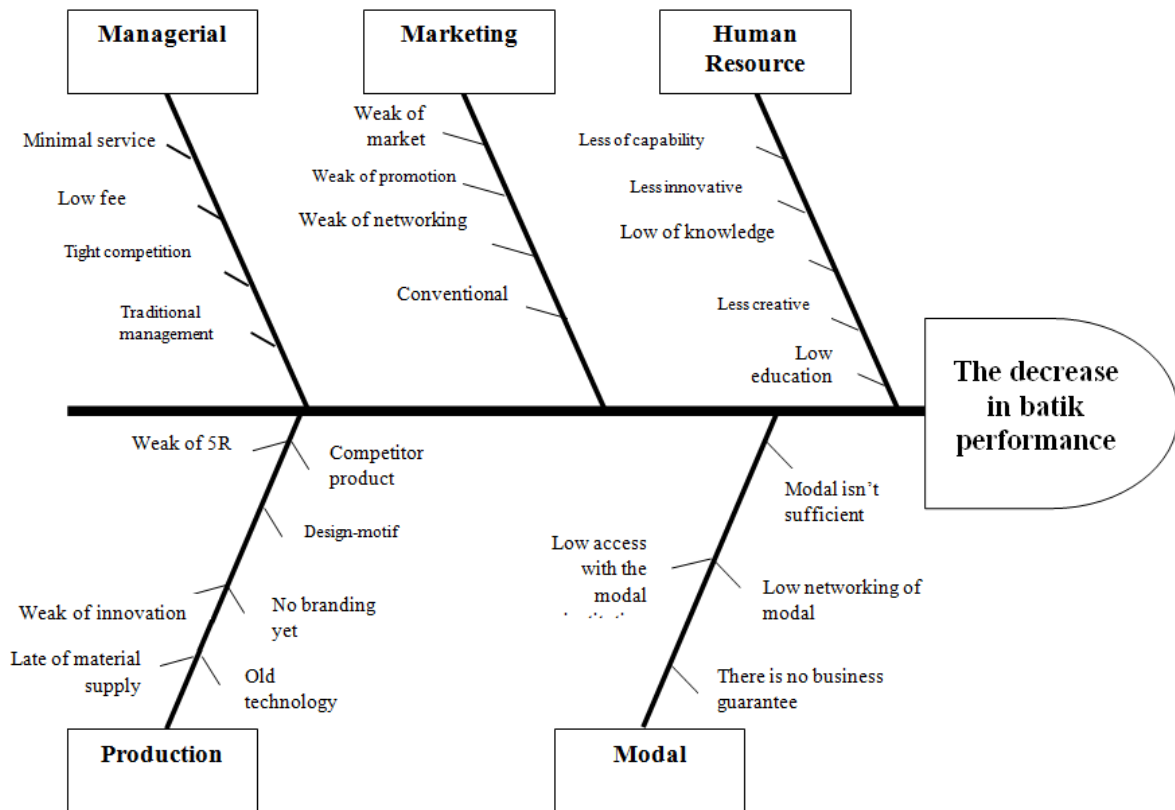 Managerial
Minimal service
Low fee
Tight competition
Traditional
management
Marketing
Weak of
market
Weak of promotion
Weak of networking
Conventional
Human
Resource
Less of capability
Less innovative
Low of knowledge
Less creative
Low
education
The decrease
in batik
performance
Weak of 5R
Competitor
product
Design-motif
Weak of innovation
No branding
yet
Late of material
supply
Old
technology
Production
Modal isn’t
sufficient
Low access
with the
modal
Low networking of
modal
There is no business
guarantee
Modal